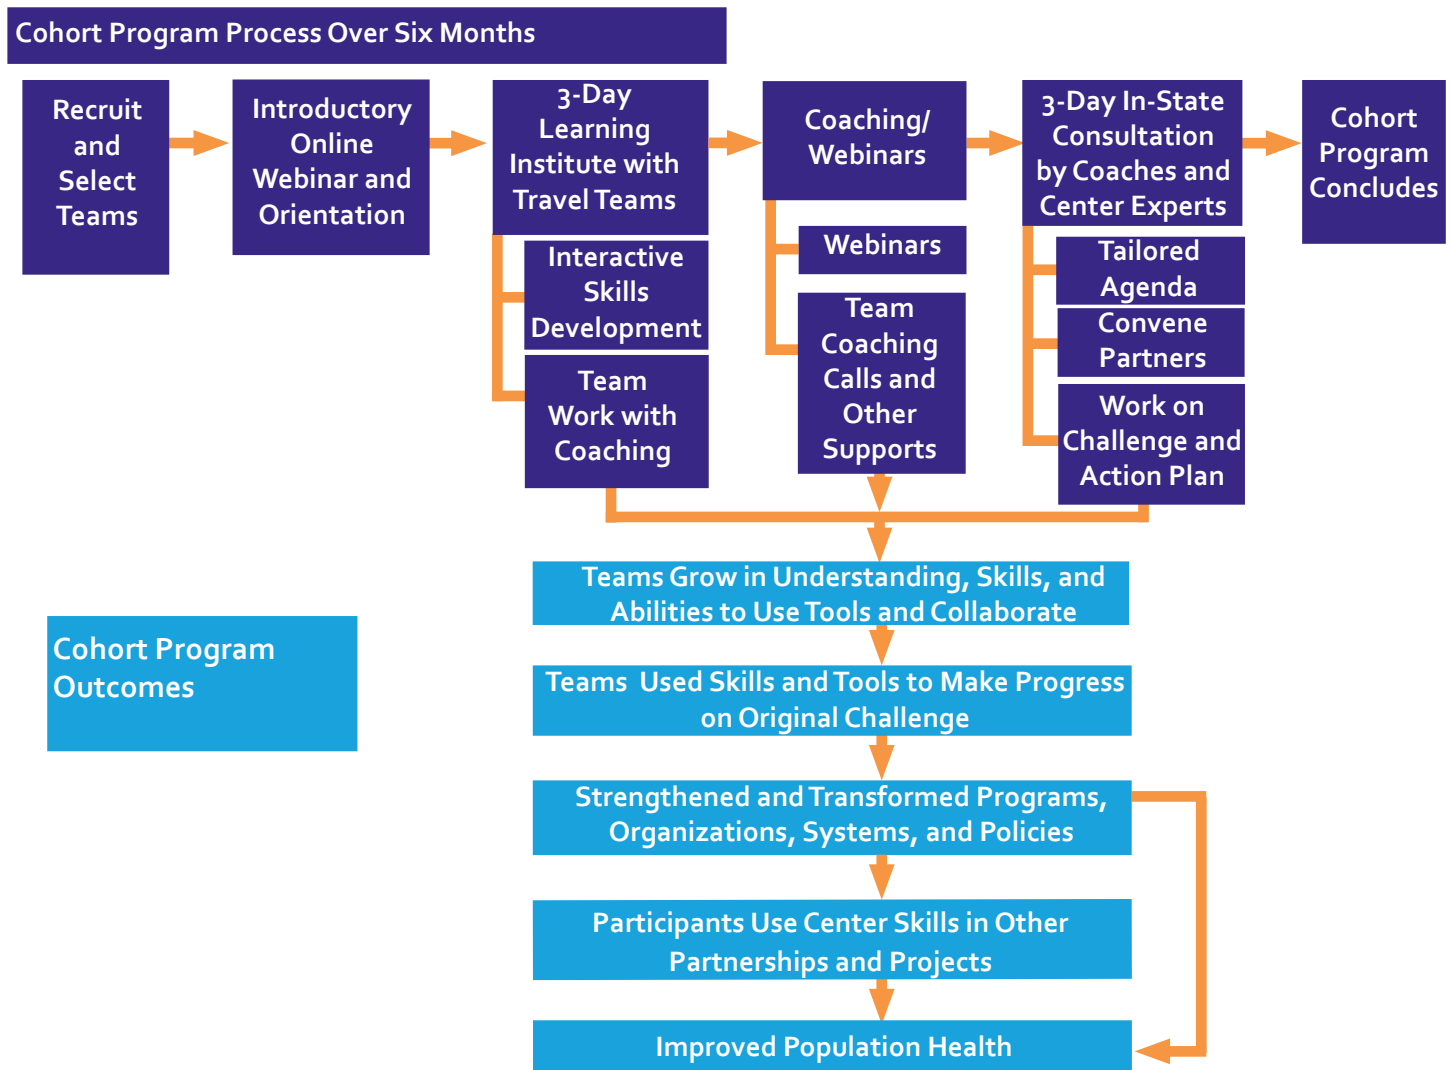 Cohort Program Process Over Six Months
Recruit
and
Select
Teams
Introductory
Online
Webinar and
Orientation
3-Day
Learning
Institute with
Travel Teams
Interactive
Skills
Development
Team
Work with
Coaching
Coaching/
Webinars
Webinars
Team
Coaching
Calls and
Other
Supports
3-Day In-State
Consultation
by Coaches and
Center Experts
Tailored
Agenda
Convene
Partners
Work on
Challenge and
Action Plan
Cohort
Program
Concludes
Cohort Program
Outcomes
Teams Grow in Understanding, Skills, and
Abilities to Use Tools and Collaborate
Teams Used Skills and Tools to Make Progress
on Original Challenge
Strengthened and Transformed Programs,
Organizations, Systems, and Policies
Participants Use Center Skills in Other
Partnerships and Projects
Improved Population Health